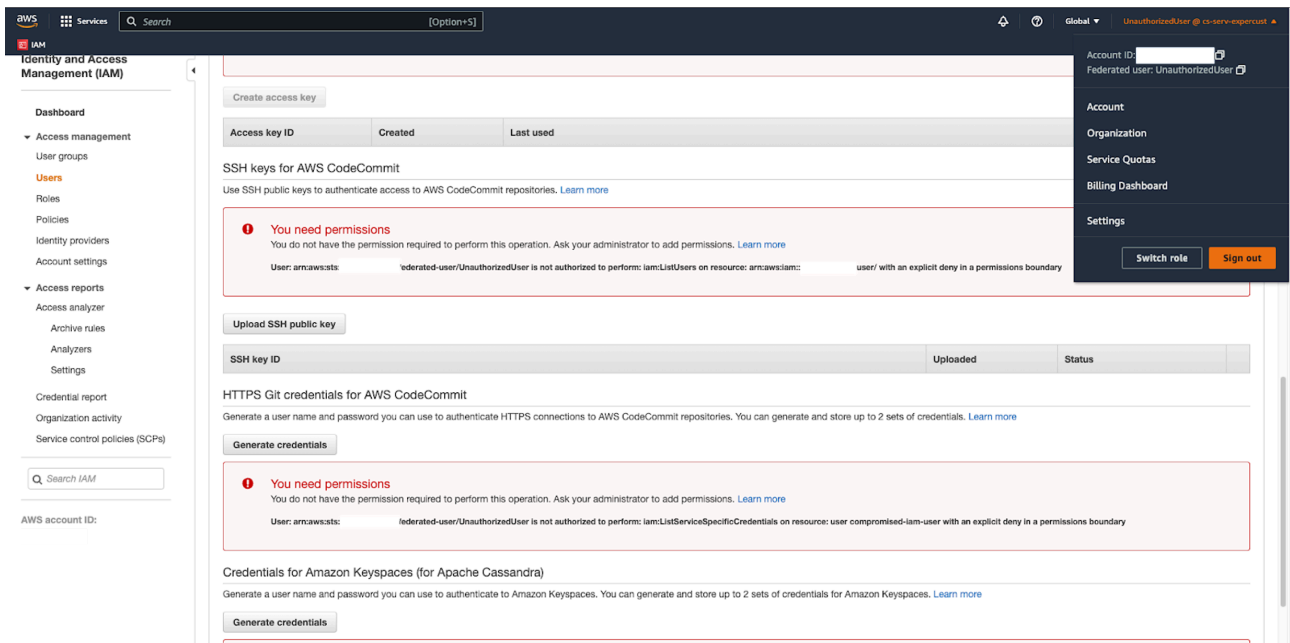 aws
Services
Search
[Option+S]
Global
UnauthorizedUser @ cs-serv-expercust
IAM
Identity and Access
Management (IAM)
Dashboard
Access management
User groups
Users
Roles
Policies
Identity providers
Account settings
Access reports
Access analyzer
Archive rules
Analyzers
Settings
Credential report
Organization activity
Service control policies (SCPs)
Search IAM
AWS account ID:
Create access key
Access key ID Created Last used
SSH keys for AWS CodeCommit
Use SSH public keys to authenticate access to AWS CodeCommit repositories. Learn more
You need permissions
You do not have the permission required to perform this operation. Ask your administrator to add permissions. Learn more
User: arn:aws:sts: federated-user/UnauthorizedUser is not authorized to perform: iam:ListUsers on resource: arn:aws:iam:: user/ with an explicit deny in a permissions boundary
Upload SSH public key
SSH key ID Uploaded Status
HTTPS Git credentials for AWS CodeCommit
Generate a user name and password you can use to authenticate HTTPS connections to AWS CodeCommit repositories. You can generate and store up to 2 sets of credentials. Learn more
Generate credentials
You need permissions
You do not have the permission required to perform this operation. Ask your administrator to add permissions. Learn more
User: arn:aws:sts: federated-user/UnauthorizedUser is not authorized to perform: iam:ListServiceSpecificCredentials on resource: user compromised-iam-user with an explicit deny in a permissions boundary
Credentials for Amazon Keyspaces (for Apache Cassandra)
Generate a user name and password you can use to authenticate to Amazon Keyspaces. You can generate and store up to 2 sets of credentials for Amazon Keyspaces. Learn more
Generate credentials
Account ID:
Federated user: UnauthorizedUser
Account
Organization
Service Quotas
Billing Dashboard
Settings
Switch role
Sign out